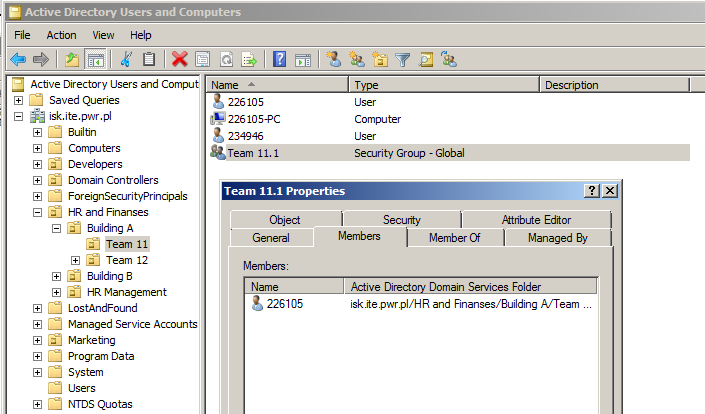 Active Directory Users and Computers
File Action View Help
Active Directory Users and Comput
Saved Queries
isk.ite.pwr.pl
Builtin
Computers
Developers
Domain Controllers
ForeignSecurityPrincipals
HR and Finanses
Building A
Team 11
Team 12
Building B
HR Management
LostAndFound
Managed Service Accounts
Marketing
Program Data
System
Users
NTDS Quotas
Name Type Description
226105 User
226105-PC Computer
234946 User
Team 11.1 Security Group - Global
Team 11.1 Properties
Object Security Attribute Editor
General Members Member Of Managed By
Members:
Name Active Directory Domain Services Folder
226105 isk.ite.pwr.pl/HR and Finanses/Building A/Team ...